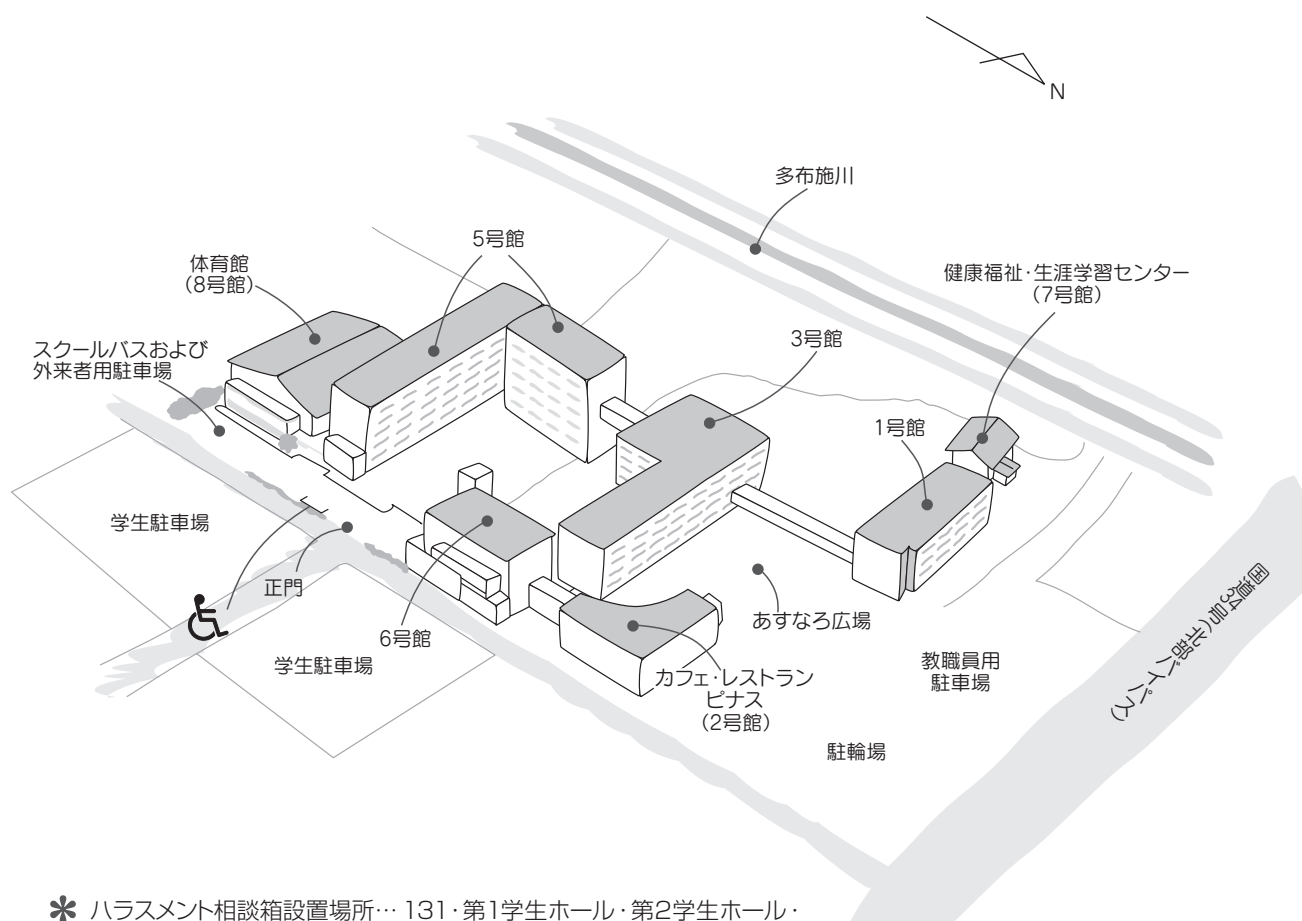 N
多布施川
5号館
体育館
(8号館)
健康福祉・生涯学習センター
(7号館)
スクールバスおよび
外来者用駐車場
3号館
1号館
学生駐車場
正門
6号館
学生駐車場
あすなろ広場
カフェ・レストラン
ピナス
(2号館)
教職員用
駐車場
駐輪場
国道34号(北部バイパス)
＊ ハラスメント相談箱設置場所… 131・第1学生ホール・第2学生ホール・